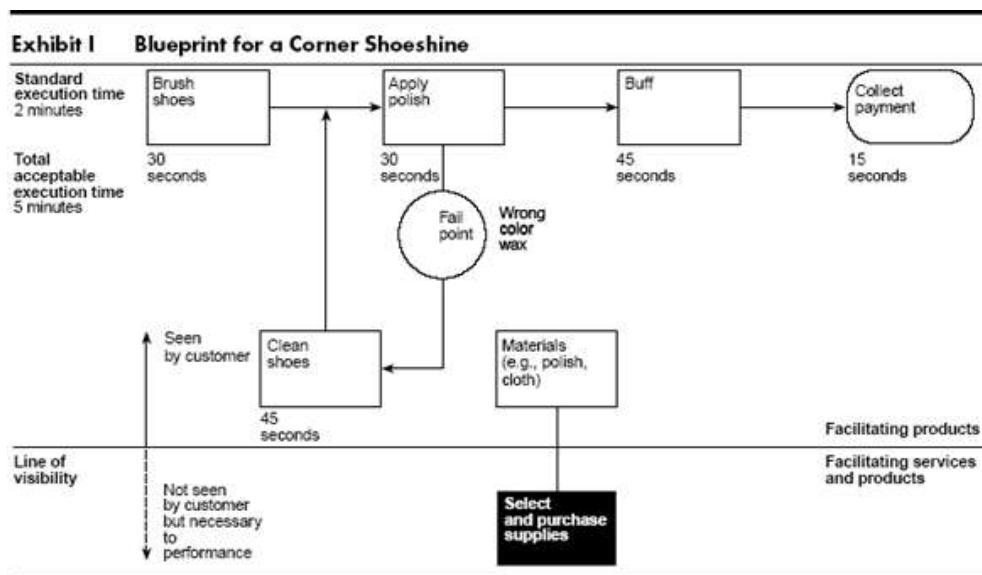 Exhibit I Blueprint for a Corner Shoeshine
Standard
execution time
2 minutes
Brush
shoes
Apply
polish
Buff
Collect
payment
Total
acceptable
execution time
5 minutes
30
seconds
30
seconds
45
seconds
15
seconds
Fail
point
Wrong
color
wax
Seen
by customer
Clean
shoes
45
seconds
Materials
(e.g., polish,
cloth)
Facilitating products
Line of
visibility
Facilitating services
and products
Not seen
by customer
but necessary
to
performance
Select
and purchase
supplies